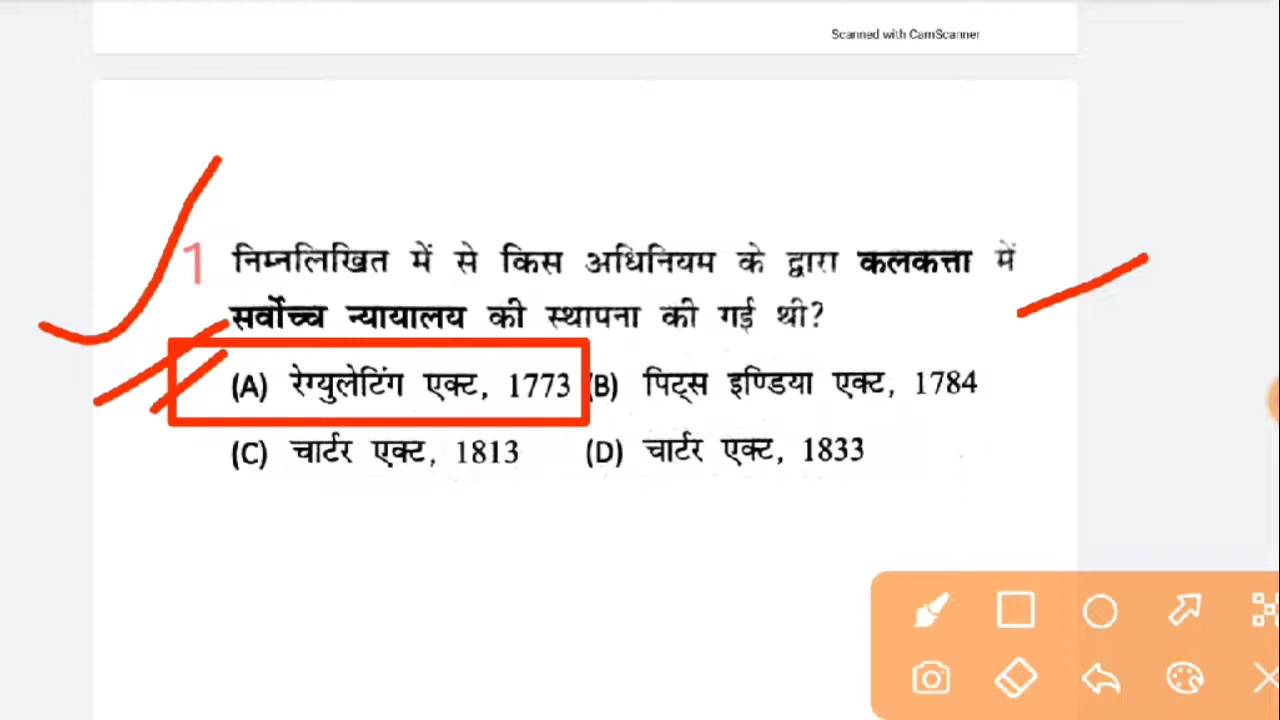 Scanned with CamScanner
1 निम्नलिखित में से किस अधिनियम के द्वारा कलकत्ता में
सर्वोच्च न्यायालय की स्थापना की गई थी?
(A) रेग्युलेटिंग एक्ट, 1773 (B) पिट्स इण्डिया एक्ट, 1784
(C) चार्टर एक्ट, 1813 (D) चार्टर एक्ट, 1833